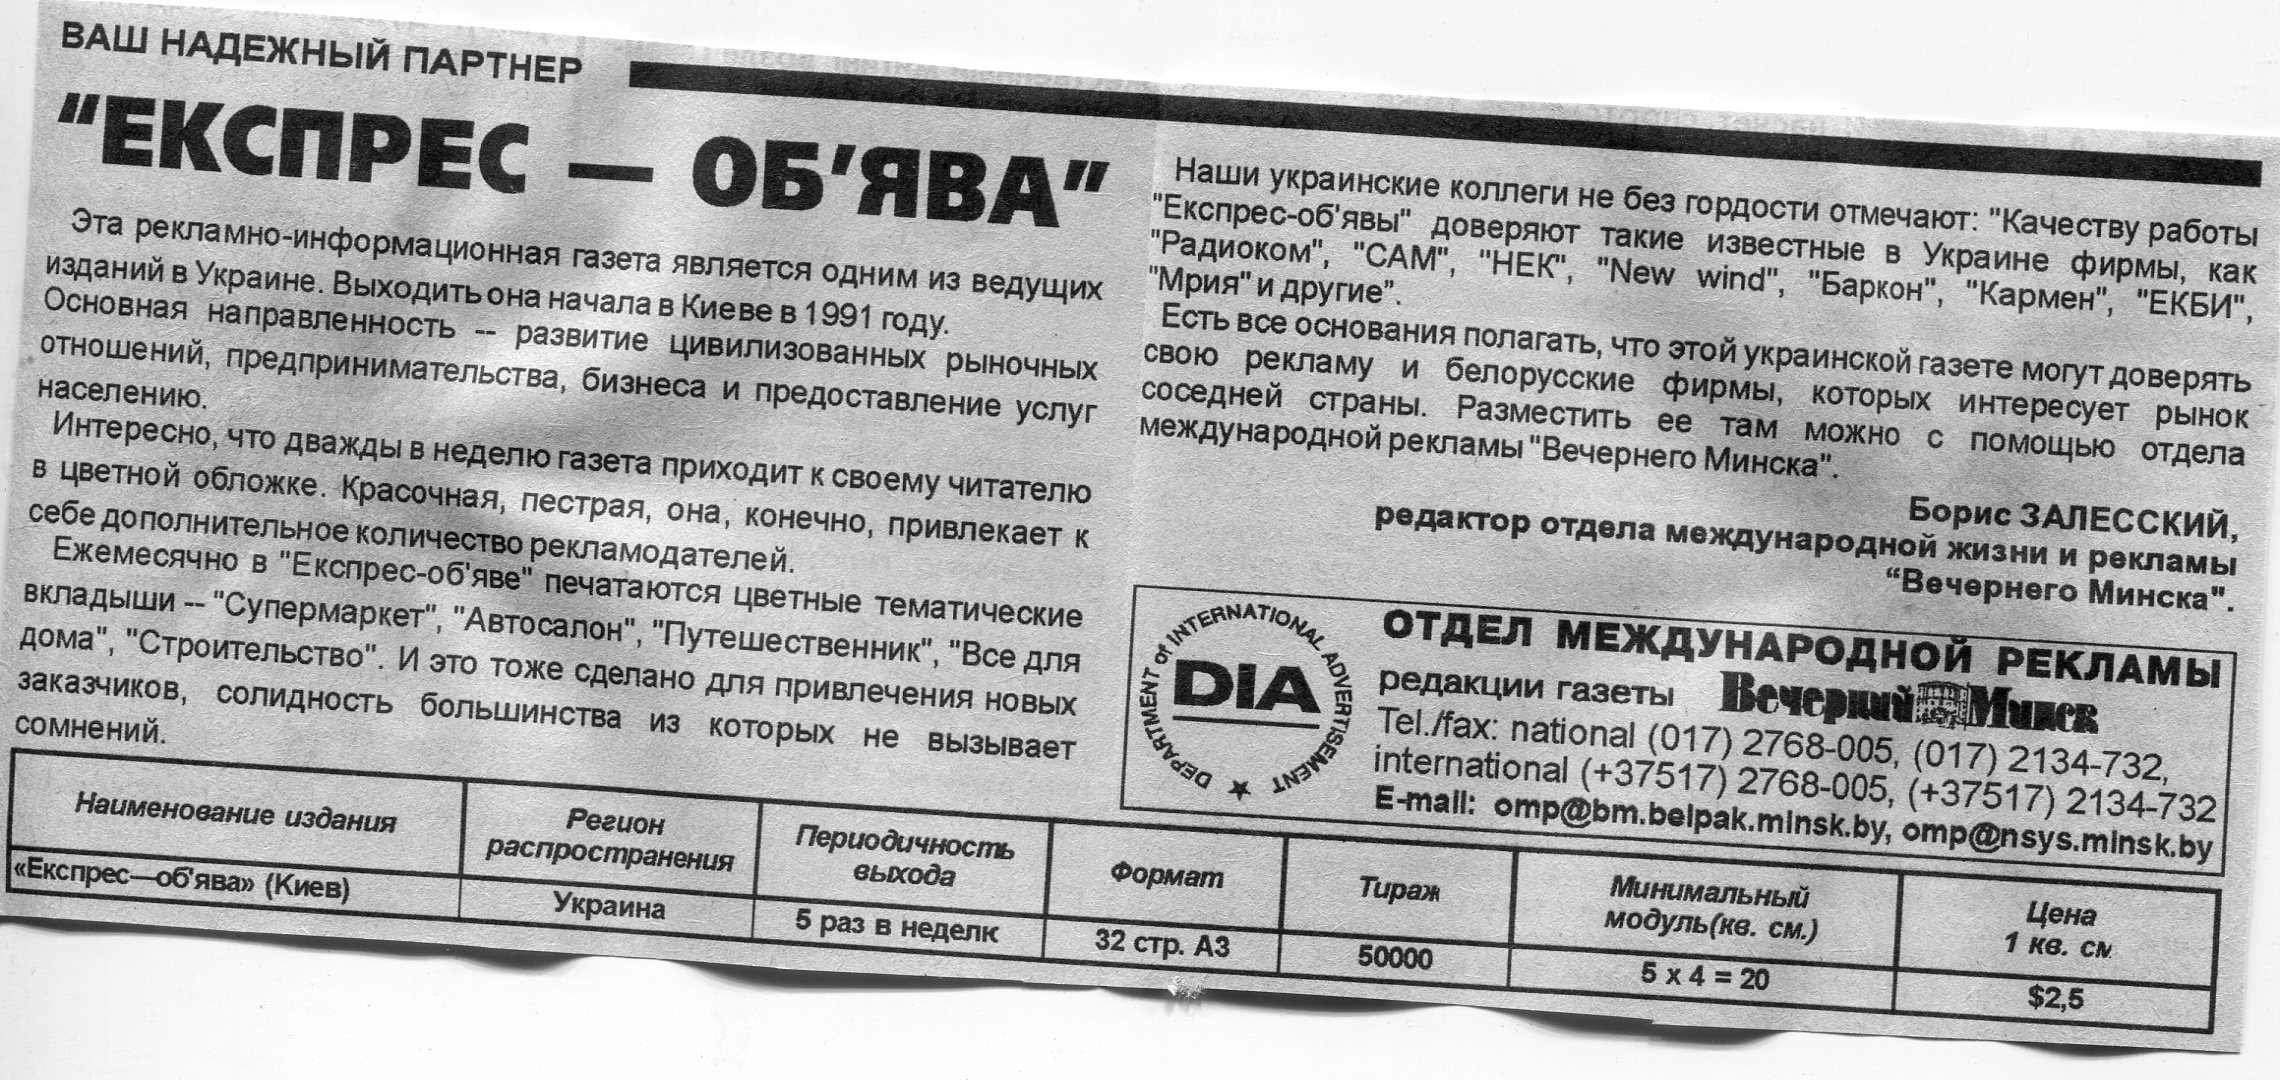 ВАШ НАДЕЖНЫЙ ПАРТНЕР
“ЕКСПРЕС — ОБ’ЯВА”
Эта рекламно-информационная газета является одним из ведущих
изданий в Украине. Выходить она начала в Киеве в 1991 году.
Основная направленность -- развитие цивилизованных рыночных
отношений, предпринимательства, бизнеса и предоставление услуг
населению.
Интересно, что дважды в неделю газета приходит к своему читателю
в цветной обложке. Красочная, пестрая, она, конечно, привлекает к
себе дополнительное количество рекламодателей.
Ежемесячно в "Експрес-об'яве" печатаются цветные тематические
вкладыши -- "Супермаркет", "Автосалон", "Путешественник", "Все для
дома", "Строительство". И это тоже сделано для привлечения новых
заказчиков, солидность большинства из которых не вызывает
сомнений.
Наши украинские коллеги не без гордости отмечают: "Качеству работы
"Експрес-об'явы" доверяют такие известные в Украине фирмы, как
"Радиоком", "САМ", "НЕК", "New wind", "Баркон", "Кармен", "ЕКБИ",
"Мрия" и другие”.
Есть все основания полагать, что этой украинской газете могут доверять
свою рекламу и белорусские фирмы, которых интересует рынок
соседней страны. Разместить ее там можно с помощью отдела
международной рекламы "Вечернего Минска".
Борис ЗАЛЕССКИЙ,
редактор отдела международной жизни и рекламы
“Вечернего Минска".
DEPARTMENT of INTERNATIONAL ADVERTISEMENT
DIA
ОТДЕЛ МЕЖДУНАРОДНОЙ РЕКЛАМЫ
редакции газеты Вечерний Минск
Tel./fax: national (017) 2768-005, (017) 2134-732,
international (+37517) 2768-005, (+37517) 2134-732
E-mail: omp@bm.belpak.minsk.by, omp@nsys.minsk.by
Наименование издания
Регион
распространения
Периодичность
выхода
Формат
Тираж
Минимальный
модуль(кв. см.)
Цена
1 кв. см
«Експрес—об'ява» (Киев)
Украина
5 раз в неделк
32 стр. А3
50000
5 х 4 = 20
$2,5